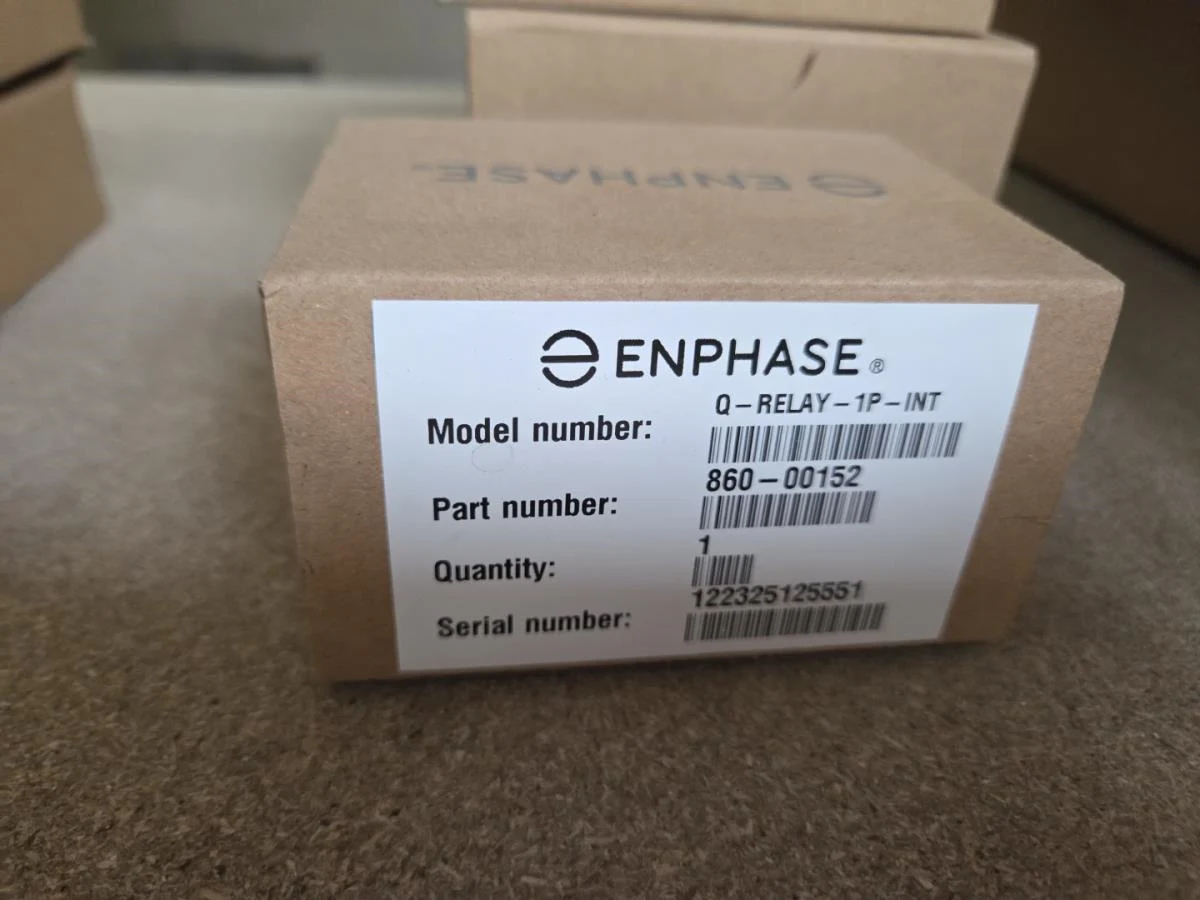 ENPHASE.
ENPHASE®
Model number: Q-RELAY-1P-INT
Part number: 860-00152
Quantity: 1
Serial number: 122325125551